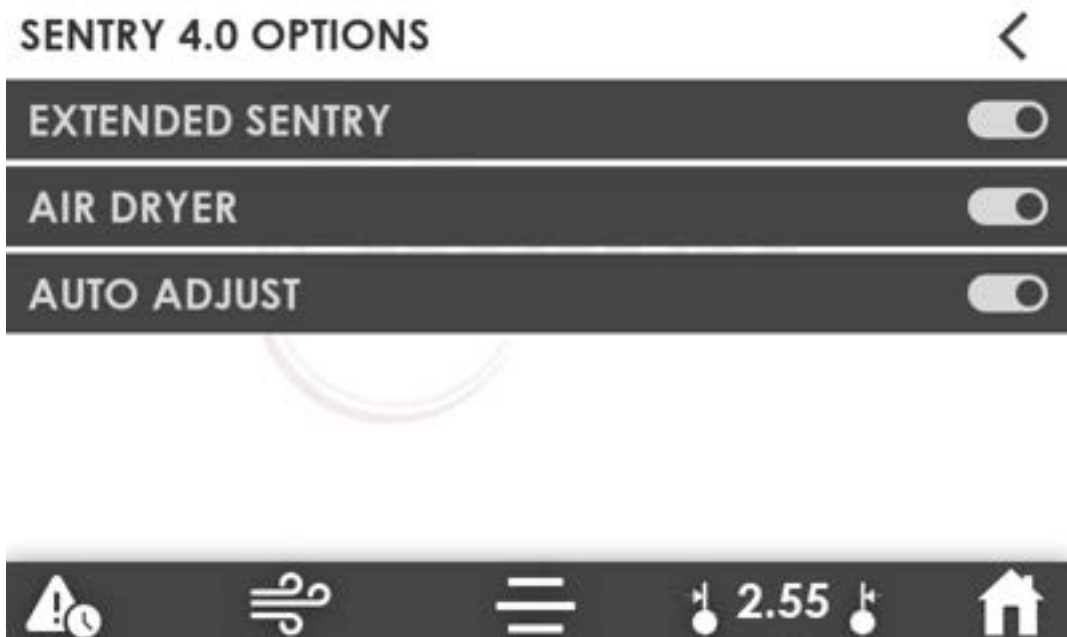 SENTRY 4.0 OPTIONS
EXTENDED SENTRY
AIR DRYER
AUTO ADJUST
2.55